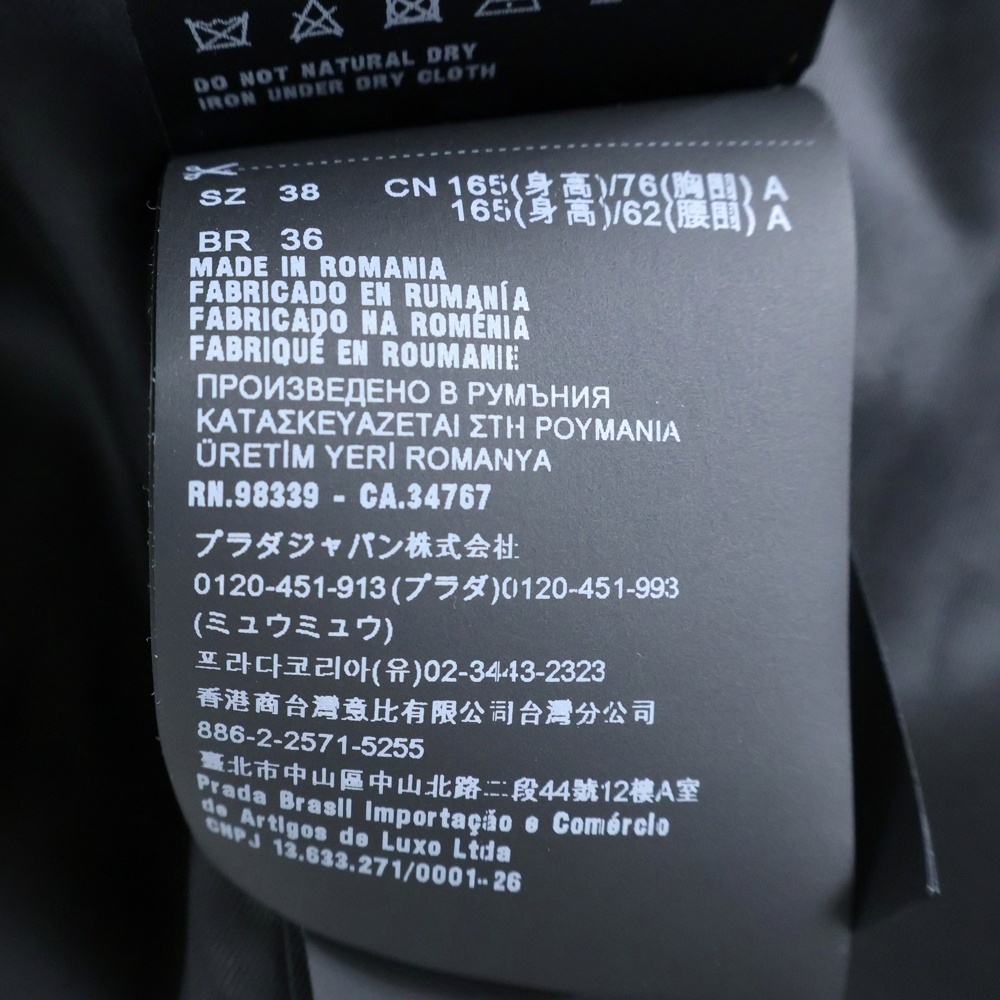 DO NOT NATURAL DRY
IRON UNDER DRY CLOTH
SZ 38 CN 165(身高)/76(胸围) A
165(身高)/62(腰围) A
BR 36
MADE IN ROMANIA
FABRICADO EN RUMANÍA
FABRICADO NA ROMÉNIA
FABRIQUÉ EN ROUMANIE
ПРОИЗВЕДЕНО В РУМЪНИЯ
ΚΑΤΑΣΚΕΥΑΖΕΤΑΙ ΣΤΗ ΡΟΥΜΑΝΙΑ
ÜRETİM YERİ ROMANYA
RN.98339 - CA.34767
プラダジャパン株式会社
0120-451-913(プラダ)0120-451-993
(ミュウミュウ)
프라다코리아(유)02-3443-2323
香港商台灣意比有限公司台灣分公司
886-2-2571-5255
臺北市中山區中山北路二段44號12樓A室
Prada Brasil Importação e Comércio
de Artigos de Luxo Ltda
CNPJ 13.633.271/0001-26